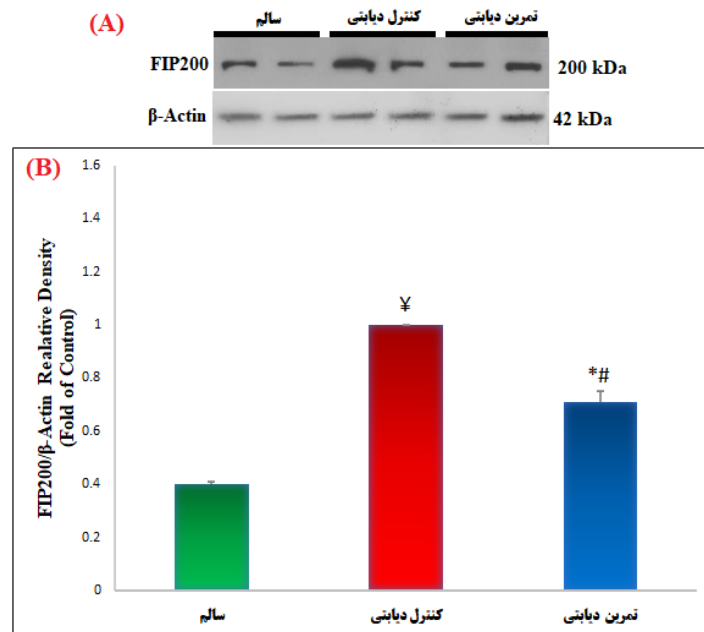 (A)
سالم کنترل دیابتی تمرین دیابتی
FIP200 200 kDa
β-Actin 42 kDa
(B)
1.6
1.4
1.2
1
0.8
0.6
0.4
0.2
0
FIP200/β-Actin Realative Density
(Fold of Control)
¥
*#
سالم کنترل دیابتی تمرین دیابتی